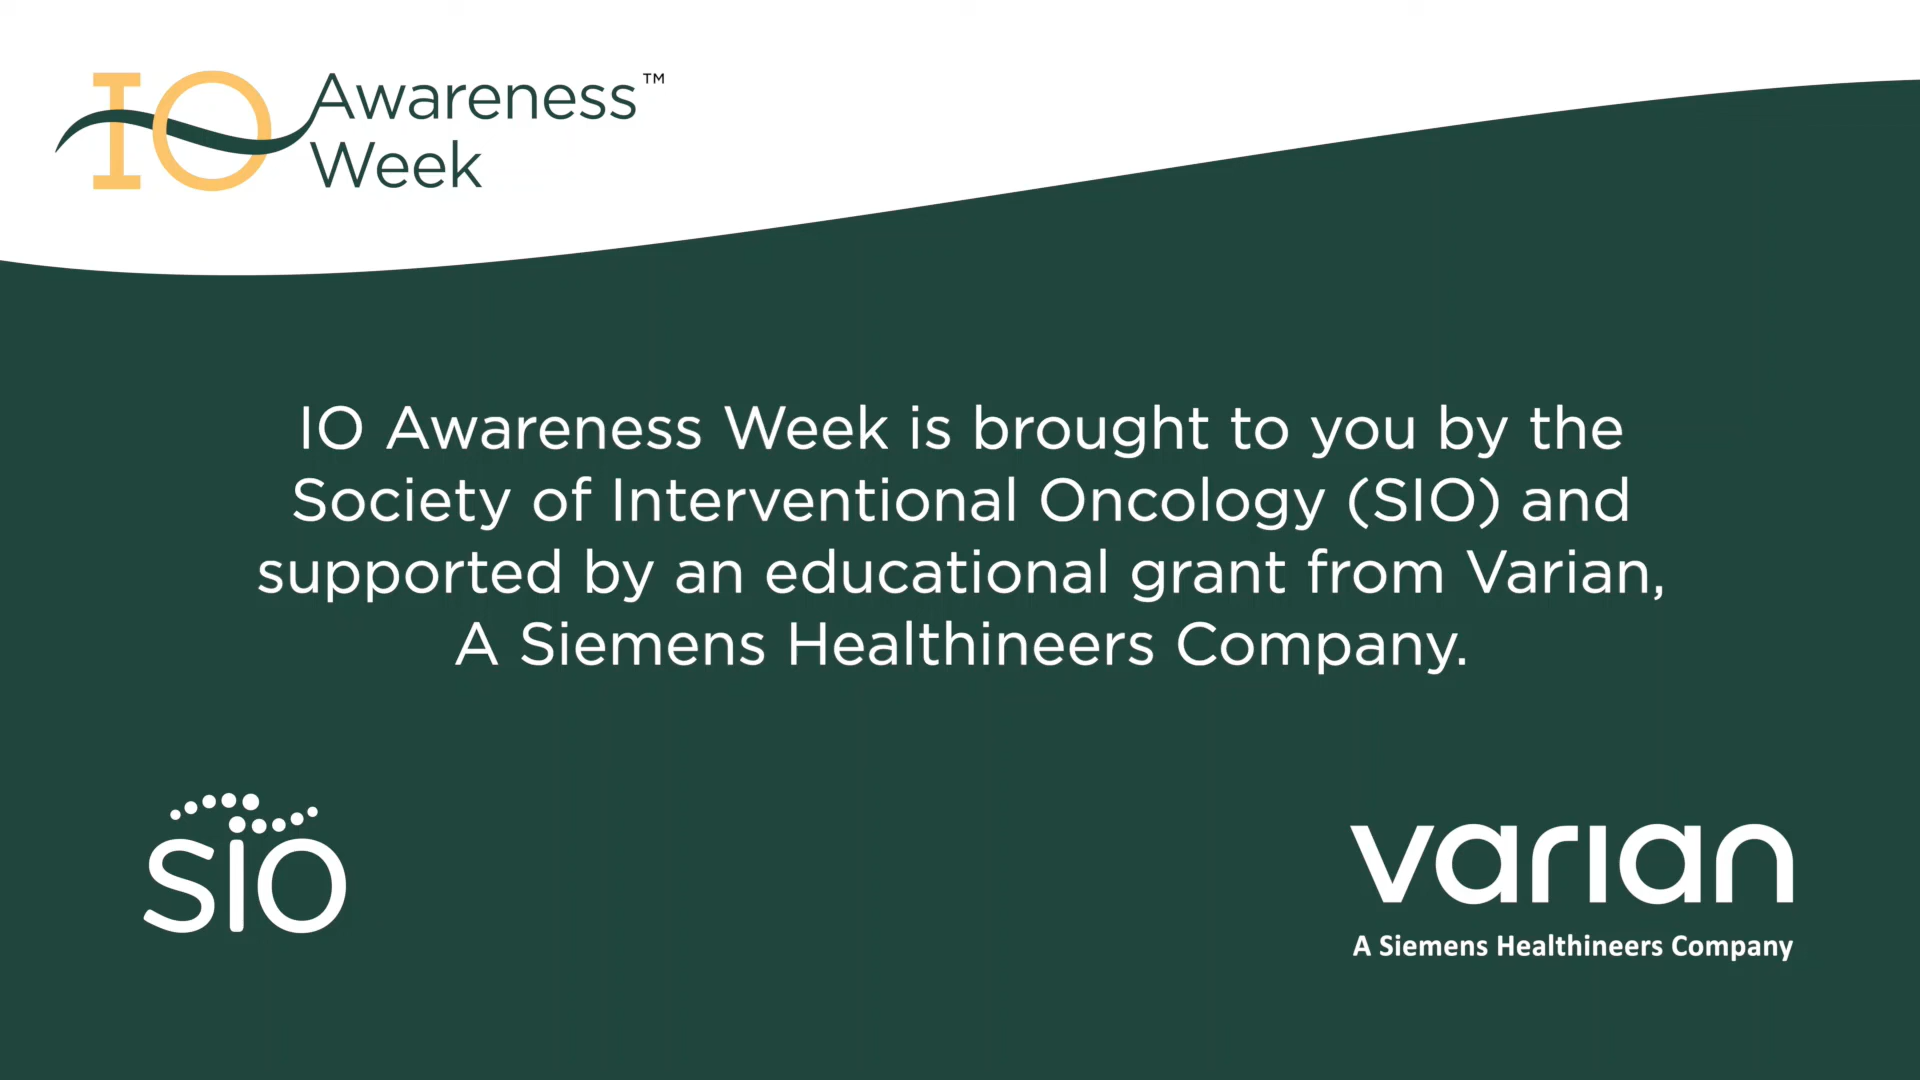 IO Awareness™
Week
IO Awareness Week is brought to you by the
Society of Interventional Oncology (SIO) and
supported by an educational grant from Varian,
A Siemens Healthineers Company.
sio
varian
A Siemens Healthineers Company